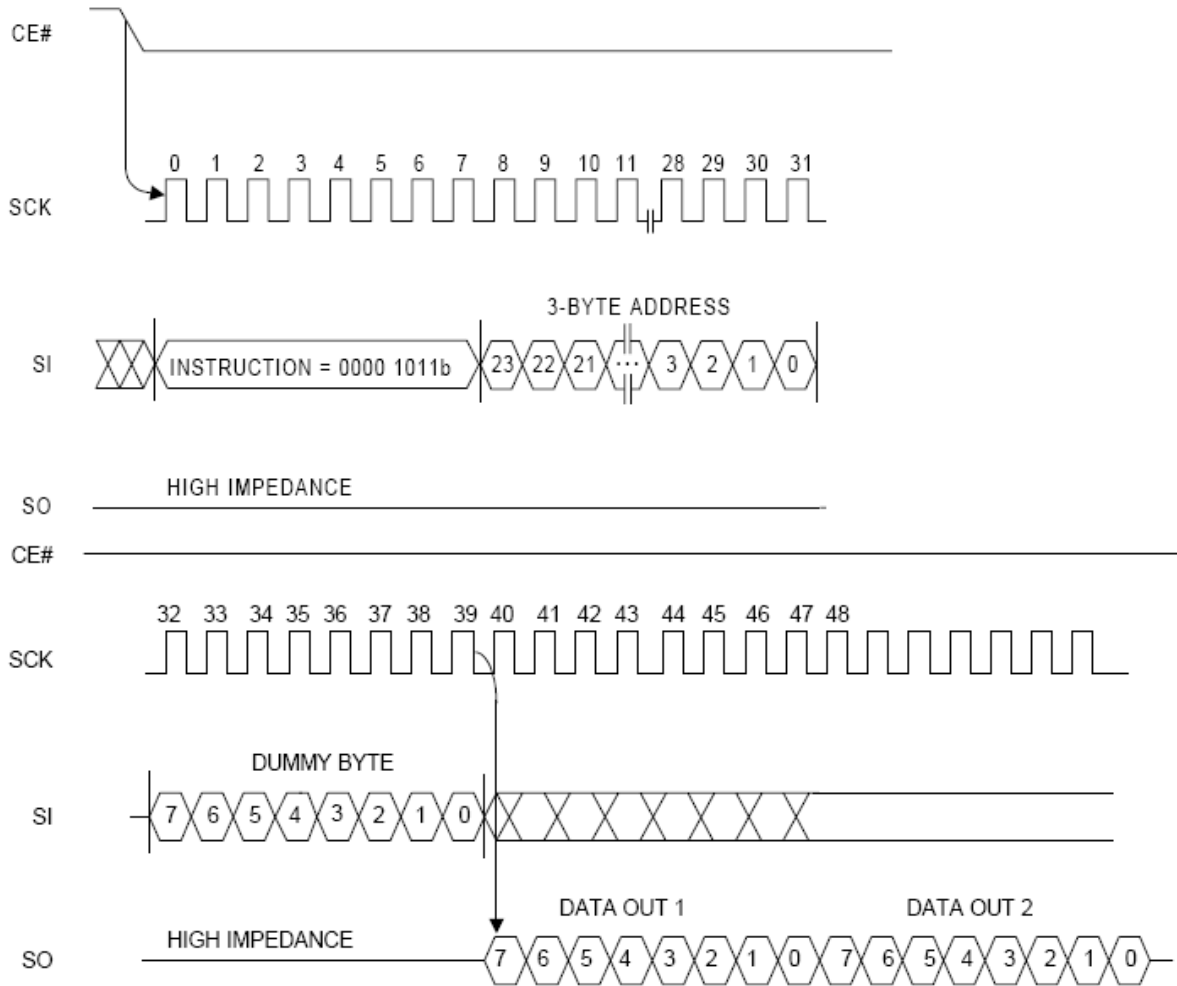 CE#
0 1 2 3 4 5 6 7 8 9 10 11 28 29 30 31
SCK
3-BYTE ADDRESS
SI INSTRUCTION = 0000 1011b 23 22 21 ... 3 2 1 0
HIGH IMPEDANCE
SO
CE#
32 33 34 35 36 37 38 39 40 41 42 43 44 45 46 47 48
SCK
DUMMY BYTE
SI 7 6 5 4 3 2 1 0
DATA OUT 1 DATA OUT 2
HIGH IMPEDANCE
SO 7 6 5 4 3 2 1 0 7 6 5 4 3 2 1 0